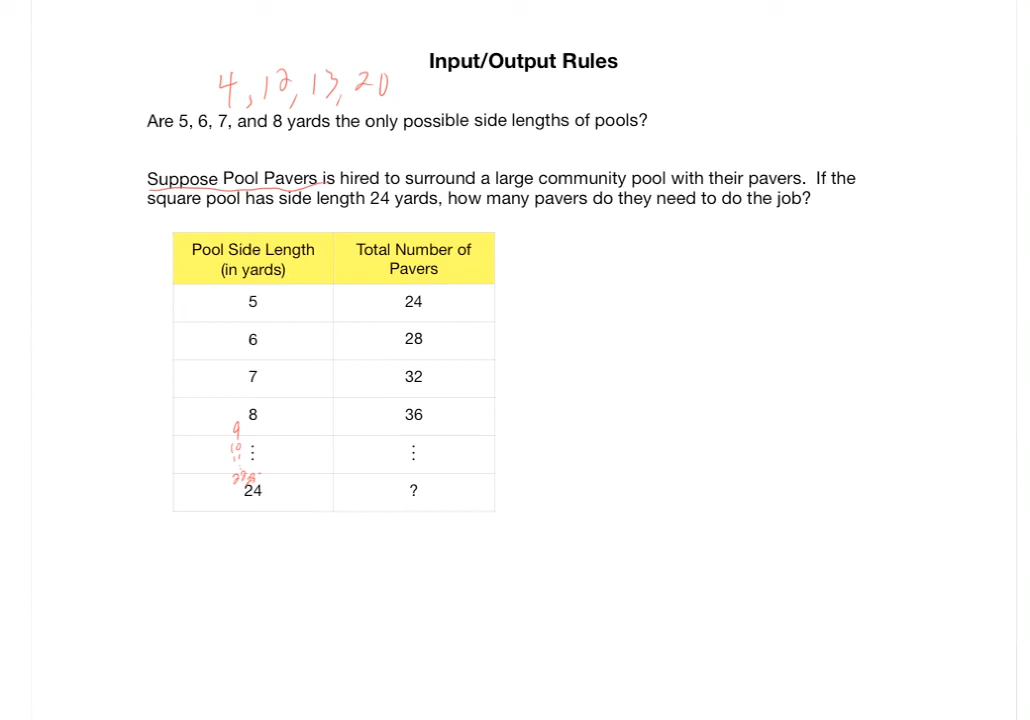 Input/Output Rules
4, 12, 13, 20
Are 5, 6, 7, and 8 yards the only possible side lengths of pools?
Suppose Pool Pavers is hired to surround a large community pool with their pavers. If the
square pool has side length 24 yards, how many pavers do they need to do the job?
Pool Side Length Total Number of
(in yards) Pavers
5 24
6 28
7 32
8 36
9
10
⋮ ⋮
11
24 ?